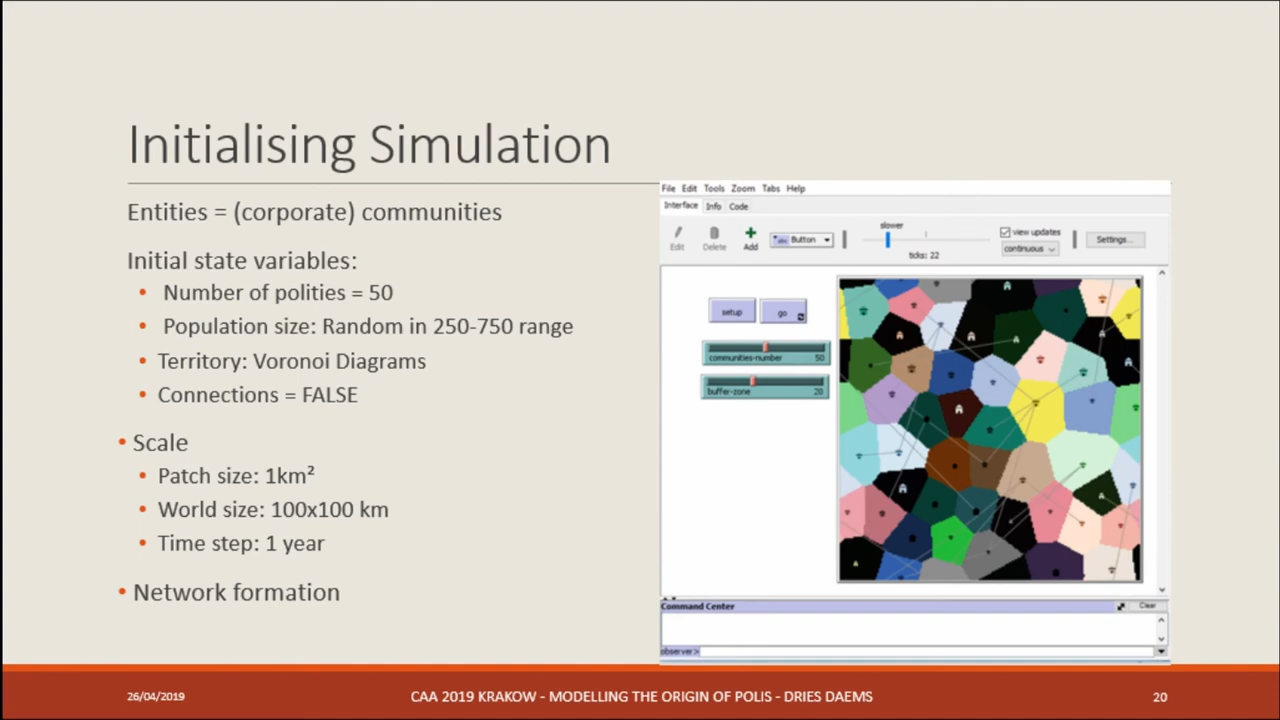 Initialising Simulation
Entities = (corporate) communities
Initial state variables:
• Number of polities = 50
• Population size: Random in 250-750 range
• Territory: Voronoi Diagrams
• Connections = FALSE
• Scale
• Patch size: 1km²
• World size: 100x100 km
• Time step: 1 year
• Network formation
File Edit Tools Zoom Tabs Help
Interface Info Code
Edit Delete Add abc Button slower ticks: 22 view updates continuous Settings...
setup go
communities-number 50
buffer-zone 20
Command Center Clear
observer>
26/04/2019 CAA 2019 KRAKOW - MODELLING THE ORIGIN OF POLIS - DRIES DAEMS 20